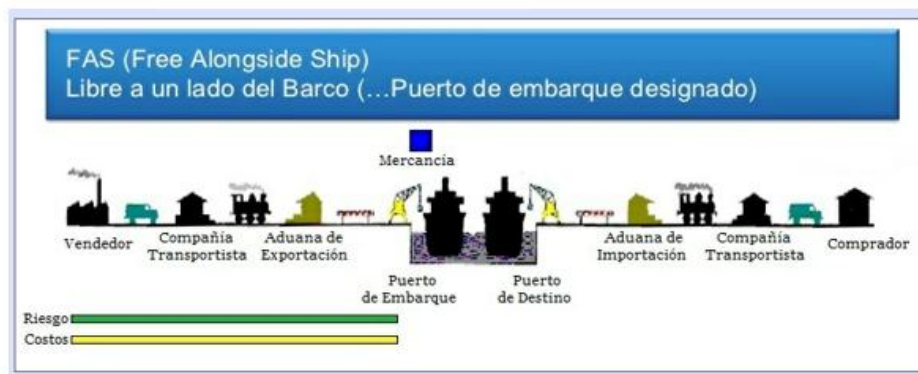 FAS (Free Alongside Ship)
Libre a un lado del Barco (...Puerto de embarque designado)
Mercancía
Vendedor
Compañía
Transportista
Aduana de
Exportación
Puerto
de Embarque
Puerto
de Destino
Aduana de
Importación
Compañía
Transportista
Comprador
Riesgo
Costos